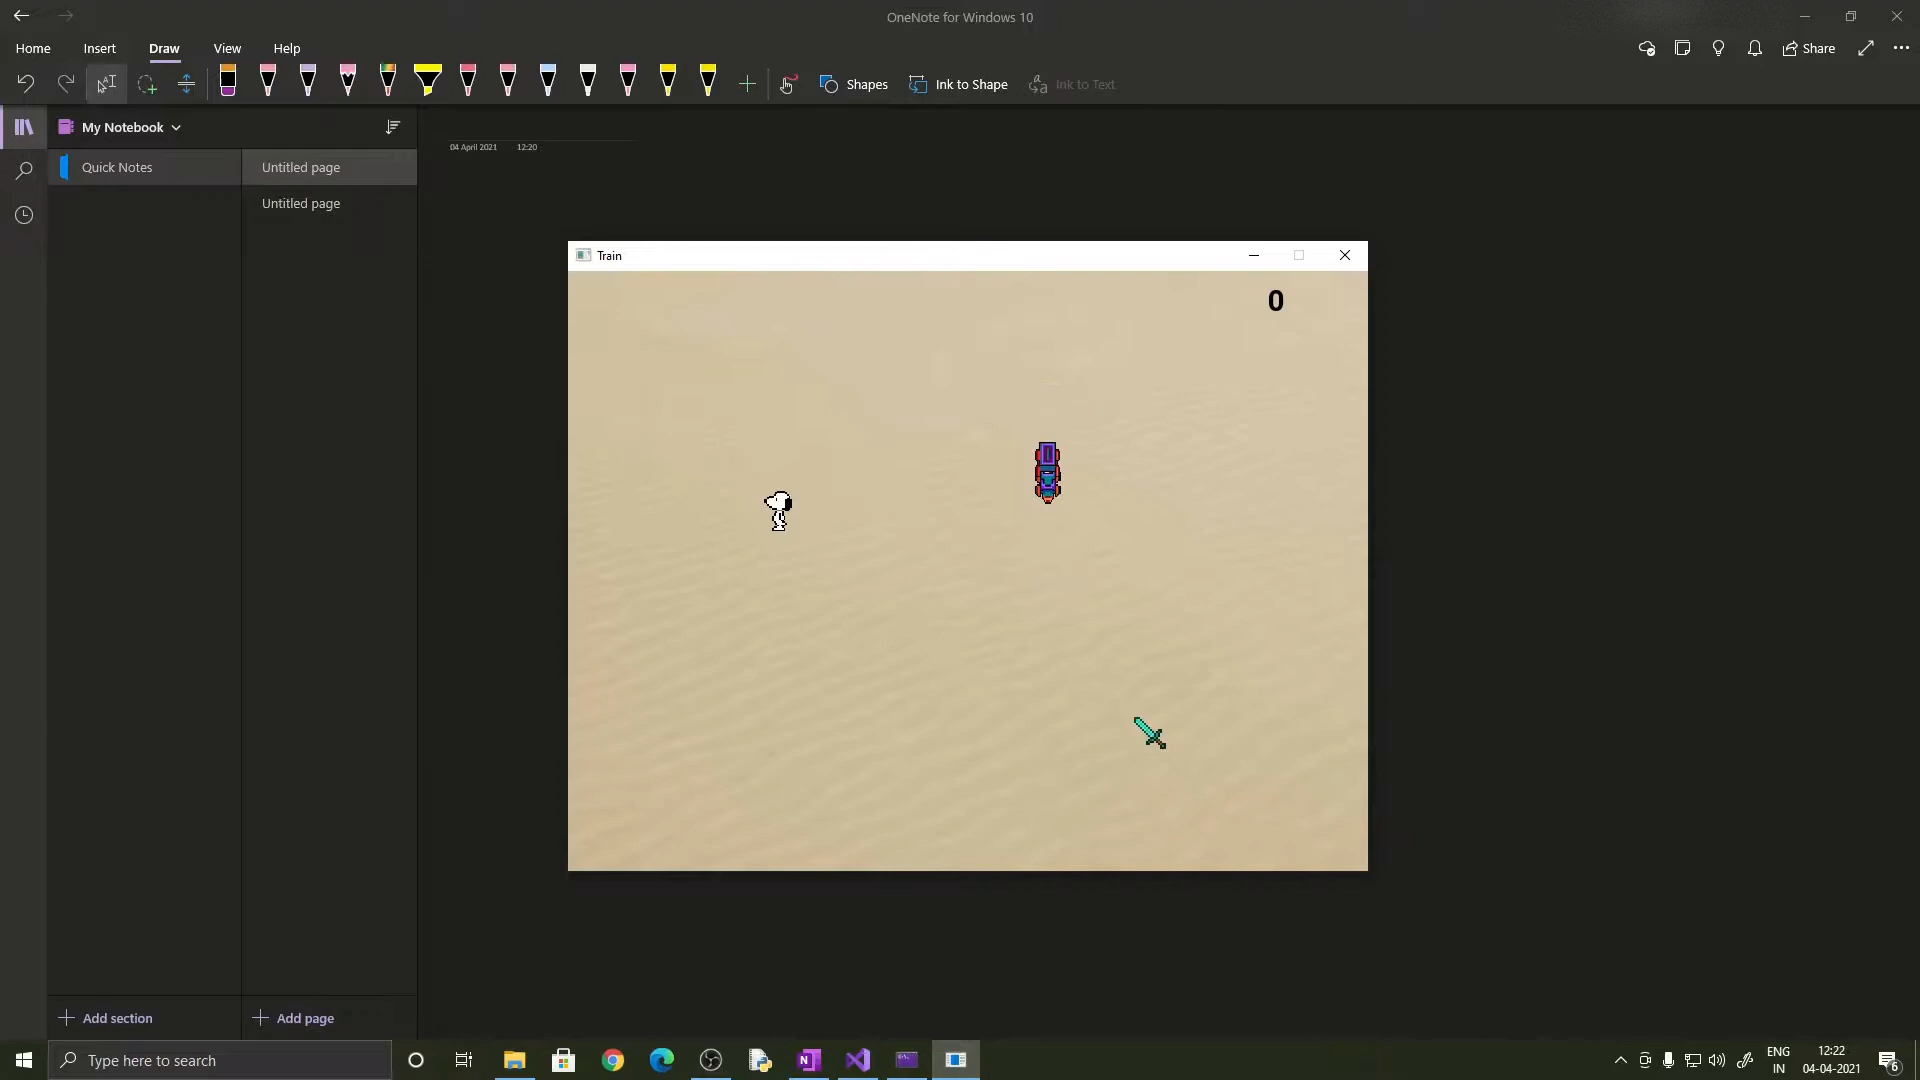 OneNote for Windows 10
Home Insert Draw View Help
Share
Shapes Ink to Shape Ink to Text
My Notebook
Quick Notes
Untitled page
Untitled page
04 April 2021 12:20
Train
0
Add section
Add page
Type here to search
ENG
IN
12:22
04-04-2021
6